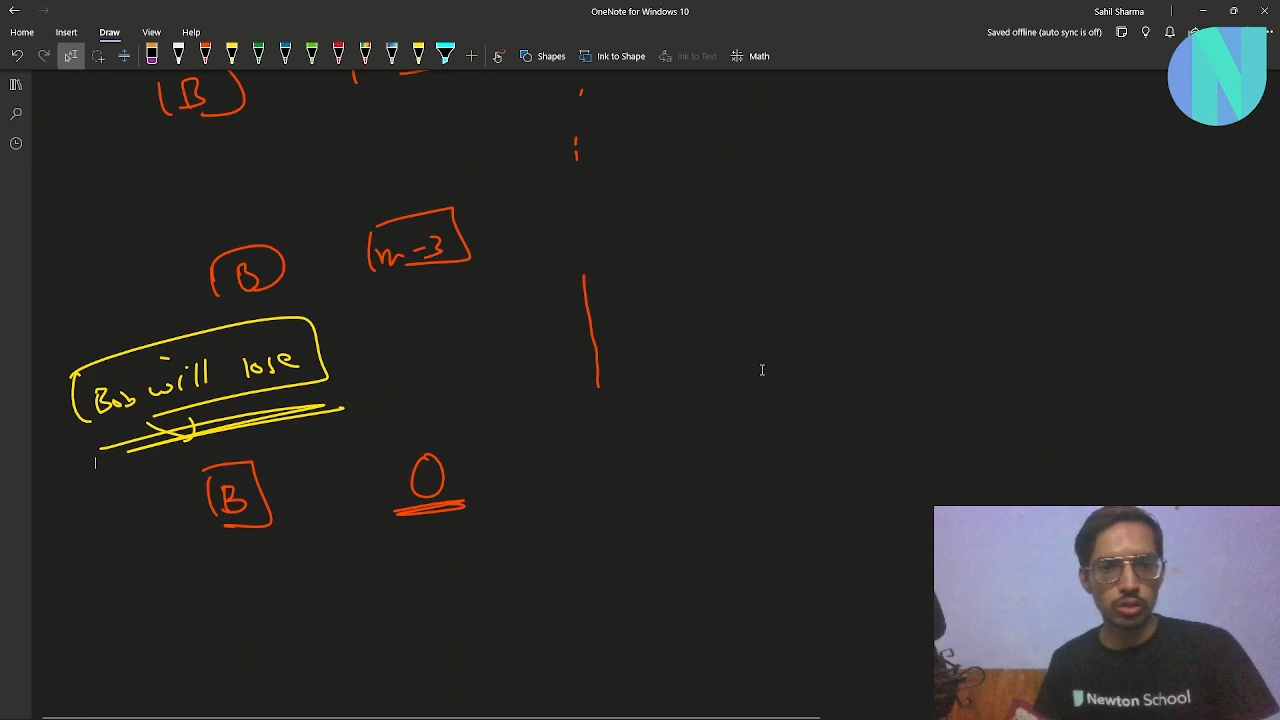 OneNote for Windows 10
Sahil Sharma
Home Insert Draw View Help
Saved offline (auto sync is off)
Shapes
Ink to Shape
Ink to Text
Math
B
B
m-3
Bob will lose
B
0
Newton School